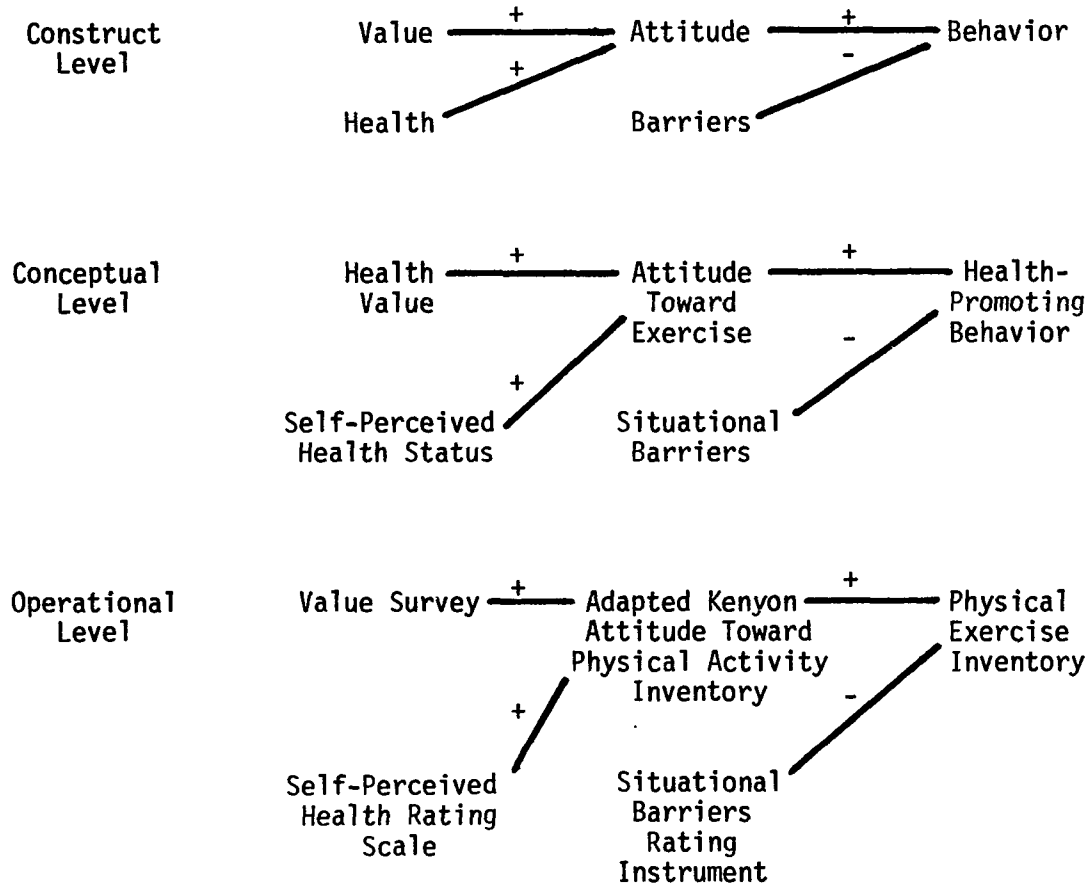 + +
Construct Value Attitude Behavior
Level
+ -
Health Barriers
+ +
Conceptual Health Attitude Health-
Level Value Toward Promoting
Exercise Behavior
-
+
Self-Perceived Situational
Health Status Barriers
+ +
Operational Value Survey Adapted Kenyon Physical
Level Attitude Toward Exercise
Physical Activity Inventory
Inventory
+ -
Self-Perceived Situational
Health Rating Barriers
Scale Rating
Instrument